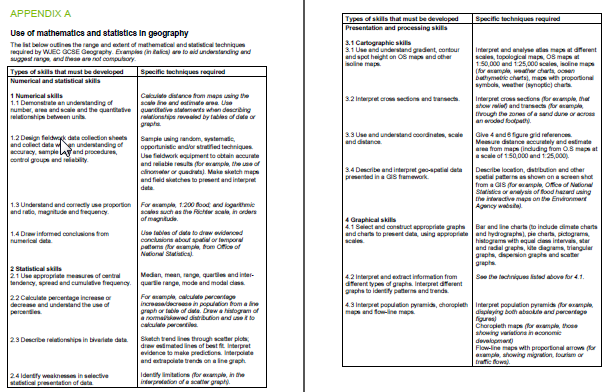 APPENDIX A
Use of mathematics and statistics in geography
The list below outlines the range and extent of mathematical and statistical techniques
required by WJEC GCSE Geography. Examples (in italics) are to aid understanding and
suggest range, and these are not compulsory.
Types of skills that must be developed
Specific techniques required
Numerical and statistical skills
1 Numerical skills
1.1 Demonstrate an understanding of
number, area and scale and the quantitative
relationships between units.
Calculate distance from maps using the
scale line and estimate area. Use
quantitative statements when describing
relationships revealed by tables of data or
graphs.
1.2 Design fieldwork data collection sheets
and collect data an understanding of
accuracy, sample and procedures,
control groups and reliability.
Sample using random, systematic,
opportunistic and/or stratified techniques.
Use fieldwork equipment to obtain accurate
and reliable results (for example, the use of
clinometer or quadrats). Make sketch maps
and field sketches to present and interpret
data.
1.3 Understand and correctly use proportion
and ratio, magnitude and frequency.
For example, 1:200 flood; and logarithmic
scales such as the Richter scale, in orders
of magnitude.
1.4 Draw informed conclusions from
numerical data.
Use tables of data to draw evidenced
conclusions about spatial or temporal
patterns (for example, from Office of
National Statistics).
2 Statistical skills
2.1 Use appropriate measures of central
tendency, spread and cumulative frequency.
Median, mean, range, quartiles and inter-
quartile range, mode and modal class.
2.2 Calculate percentage increase or
decrease and understand the use of
percentiles.
For example, calculate percentage
increase/decrease in population from a line
graph or table of data. Draw a histogram of
a normal/skewed distribution and use it to
calculate percentiles.
2.3 Describe relationships in bivariate data.
Sketch trend lines through scatter plots;
draw estimated lines of best fit. Interpret
evidence to make predictions. Interpolate
and extrapolate trends on a line graph.
2.4 Identify weaknesses in selective
statistical presentation of data.
Identify limitations (for example, in the
interpretation of a scatter graph).
Types of skills that must be developed
Specific techniques required
Presentation and processing skills
3.1 Cartographic skills
3.1 Use and understand gradient, contour
and spot height on OS maps and other
isoline maps.
Interpret and analyse atlas maps at different
scales, topological maps, OS maps at
1:50,000 and 1:25,000 scales, isoline maps
(for example, weather charts, ocean
bathymetric charts), maps with proportional
symbols, weather (synoptic) charts.
3.2 Interpret cross sections and transects.
Interpret cross sections (for example, that
show relief) and transects (for example,
through the zones of a sand dune or across
an eroded footpath).
3.3 Use and understand coordinates, scale
and distance.
Give 4 and 6 figure grid references.
Measure distance accurately and estimate
area from maps (including from O.S maps at
a scale of 1:50,000 and 1:25,000).
3.4 Describe and interpret geo-spatial data
presented in a GIS framework.
Describe location, distribution and other
spatial patterns as shown on a screen shot
from a GIS (for example, Office of National
Statistics or analysis of flood hazard using
the interactive maps on the Environment
Agency website).
4 Graphical skills
4.1 Select and construct appropriate graphs
and charts to present data, using appropriate
scales.
Bar and line charts (to include climate charts
and hydrographs), pie charts, pictograms,
histograms with equal class intervals, star
and radial graphs, kite diagrams, triangular
graphs, dispersion graphs and scatter
graphs.
4.2 Interpret and extract information from
different types of graphs. Interpret different
graphs to identify patterns and trends.
See the techniques listed above for 4.1.
4.3 Interpret population pyramids, choropleth
maps and flow-line maps.
Interpret population pyramids (for example,
displaying both absolute and percentage
figures)
Choropleth maps (for example, those
showing variations in economic
development)
Flow-line maps with proportional arrows (for
example, showing migration, tourism or
traffic flows).